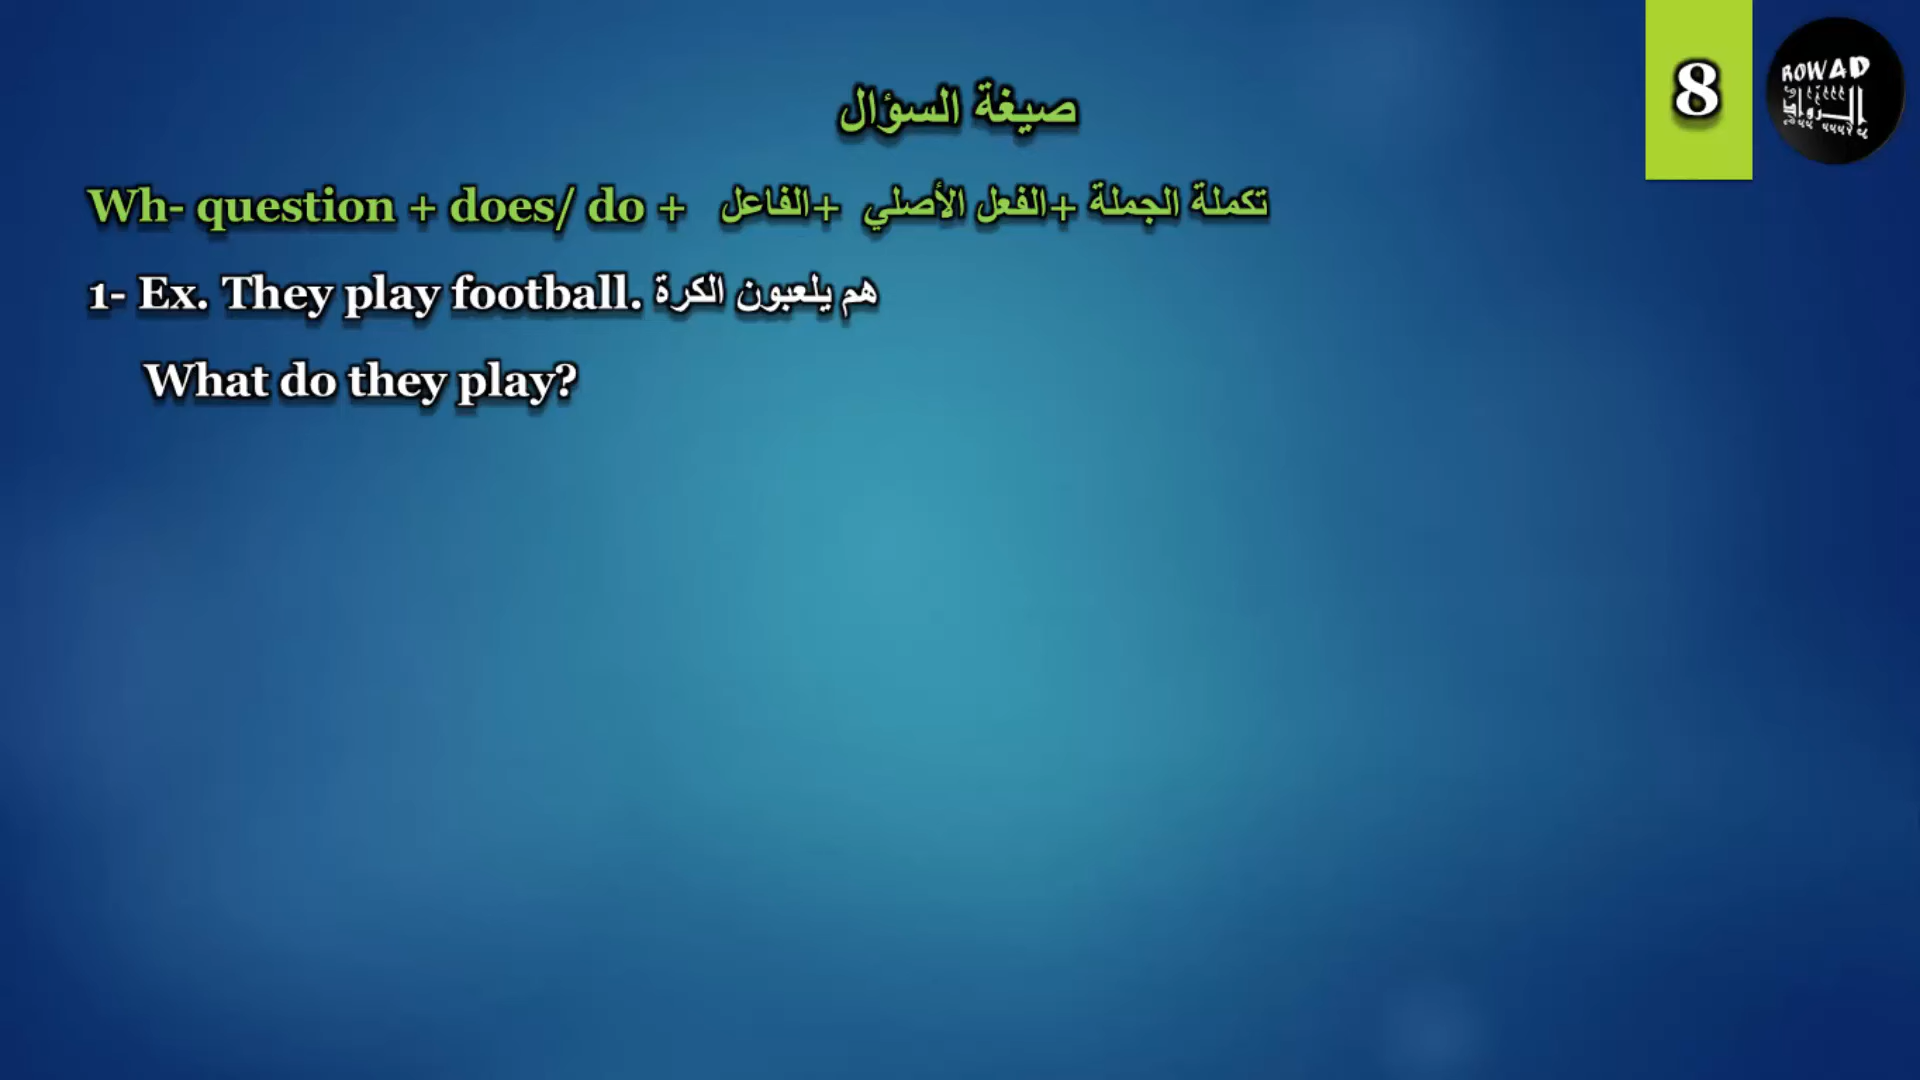 8
ROWAD
الرواد
صيغة السؤال
Wh- question + does/ do + الفاعل+ الفعل الأصلي+ تكملة الجملة
1- Ex. They play football. هم يلعبون الكرة
What do they play?